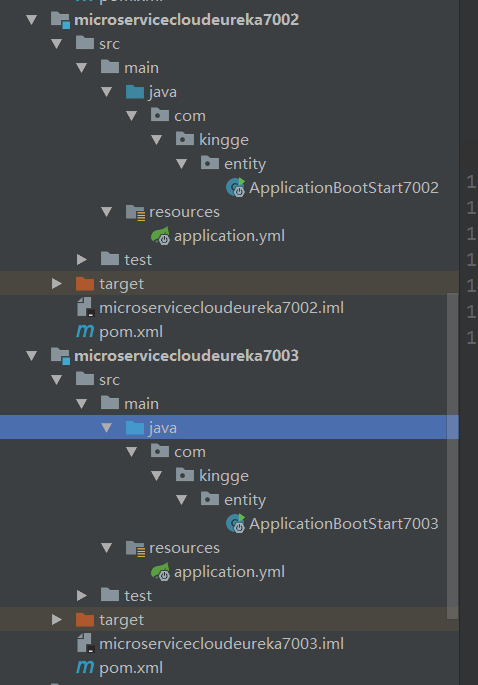 pom.xml
microservicecloudeureka7002
src
main
java
com
kingge
entity
ApplicationBootStart7002
resources
application.yml
test
target
microservicecloudeureka7002.iml
pom.xml
microservicecloudeureka7003
src
main
java
com
kingge
entity
ApplicationBootStart7003
resources
application.yml
test
target
microservicecloudeureka7003.iml
pom.xml
1
1
1
1
1
1
1